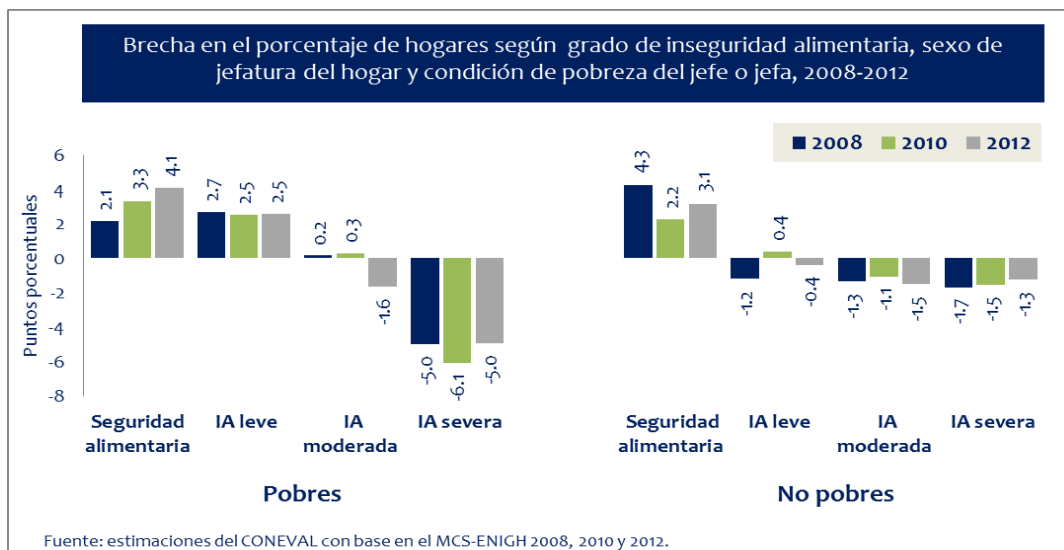 Brecha en el porcentaje de hogares según grado de inseguridad alimentaria, sexo de
jefatura del hogar y condición de pobreza del jefe o jefa, 2008-2012
2008 2010 2012
Puntos porcentuales
6
4
2
0
-2
-4
-6
-8
2.1 3.3 4.1
2.7 2.5 2.5
0.2 0.3 -1.6
-5.0 -6.1 -5.0
4.3 2.2 3.1
-1.2 0.4 -0.4
-1.3 -1.1 -1.5
-1.7 -1.5 -1.3
Seguridad
alimentaria
IA leve
IA
moderada
IA severa
Seguridad
alimentaria
IA leve
IA
moderada
IA severa
Pobres
No pobres
Fuente: estimaciones del CONEVAL con base en el MCS-ENIGH 2008, 2010 y 2012.